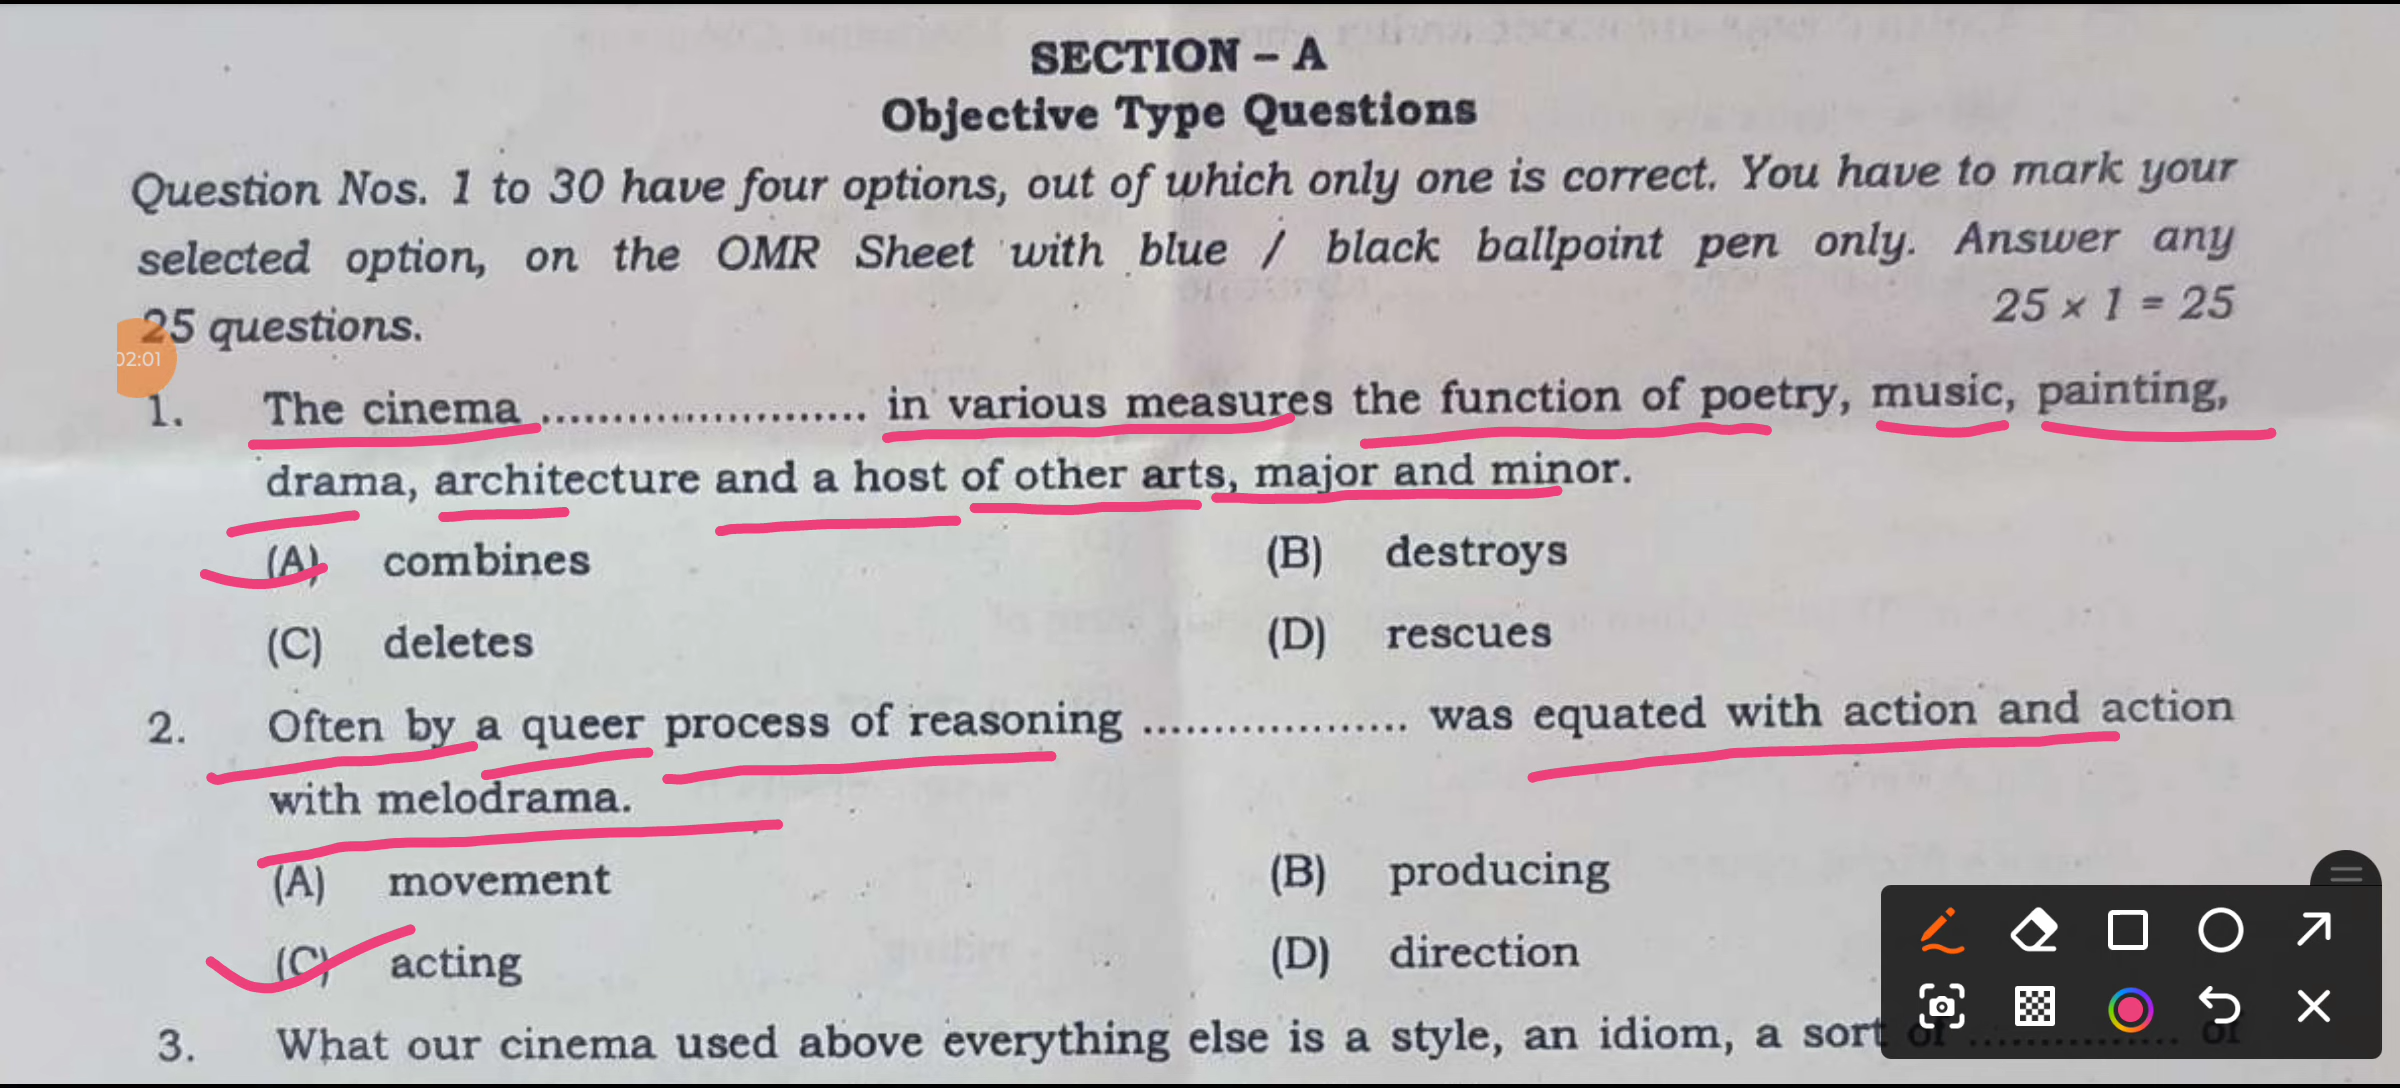 SECTION – A
Objective Type Questions
Question Nos. 1 to 30 have four options, out of which only one is correct. You have to mark your
selected option, on the OMR Sheet with blue / black ballpoint pen only. Answer any
25 questions. 25 × 1 = 25
02:01
1. The cinema ....................... in various measures the function of poetry, music, painting,
drama, architecture and a host of other arts, major and minor.
(A) combines (B) destroys
(C) deletes (D) rescues
2. Often by a queer process of reasoning ................... was equated with action and action
with melodrama.
(A) movement (B) producing
(C) acting (D) direction
3. What our cinema used above everything else is a style, an idiom, a sort of ............... of